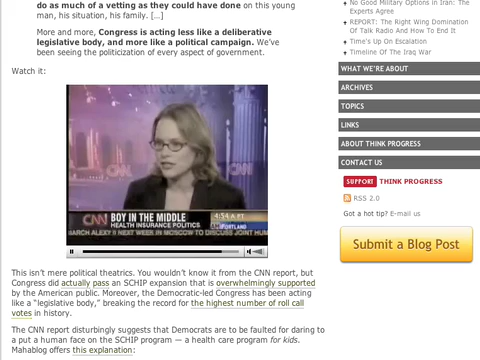 do as much of a vetting as they could have done on this young
man, his situation, his family. […]
More and more, Congress is acting less like a deliberative
legislative body, and more like a political campaign. We've
been seeing the politicization of every aspect of government.
Watch it:
CNN
CNN
CNN
BOY IN THE MIDDLE
HEALTH INSURANCE POLITICS
4:54 A PT
PORTLAND
MARCH ALEXY II NEXT WEEK IN MOSCOW TO DISCUSS JOINT HUM
This isn't mere political theatrics. You wouldn't know it from the CNN report, but
Congress did actually pass an SCHIP expansion that is overwhelmingly supported
by the American public. Moreover, the Democratic-led Congress has been acting
like a "legislative body," breaking the record for the highest number of roll call
votes in history.
The CNN report disturbingly suggests that Democrats are to be faulted for daring to
a put a human face on the SCHIP program — a health care program for kids.
Mahablog offers this explanation:
No Good Military Options in Iran: The
Experts Agree
REPORT: The Right Wing Domination
Of Talk Radio And How To End It
Time's Up On Escalation
Timeline Of The Iraq War
WHAT WE'RE ABOUT
ARCHIVES
TOPICS
LINKS
ABOUT THINK PROGRESS
CONTACT US
SUPPORT THINK PROGRESS
RSS 2.0
Got a hot tip? E-mail us
Submit a Blog Post